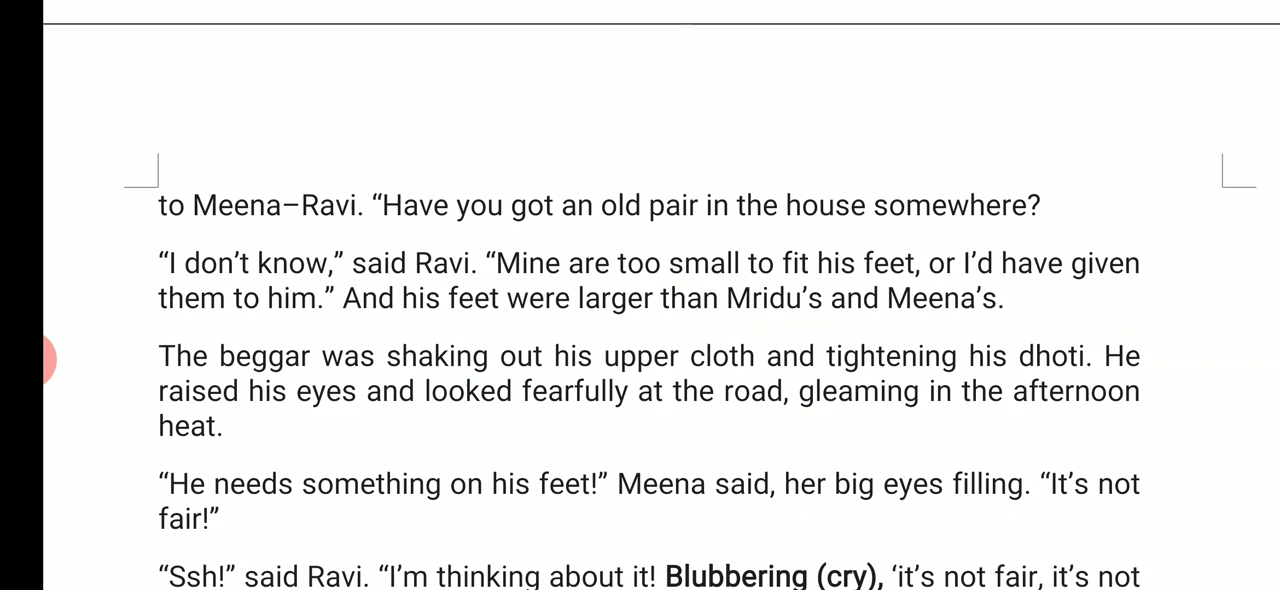 to Meena–Ravi. “Have you got an old pair in the house somewhere?
“I don’t know,” said Ravi. “Mine are too small to fit his feet, or I’d have given
them to him.” And his feet were larger than Mridu’s and Meena’s.
The beggar was shaking out his upper cloth and tightening his dhoti. He
raised his eyes and looked fearfully at the road, gleaming in the afternoon
heat.
“He needs something on his feet!” Meena said, her big eyes filling. “It’s not
fair!”
“Ssh!” said Ravi. “I’m thinking about it! Blubbering (cry), ‘it’s not fair, it’s not